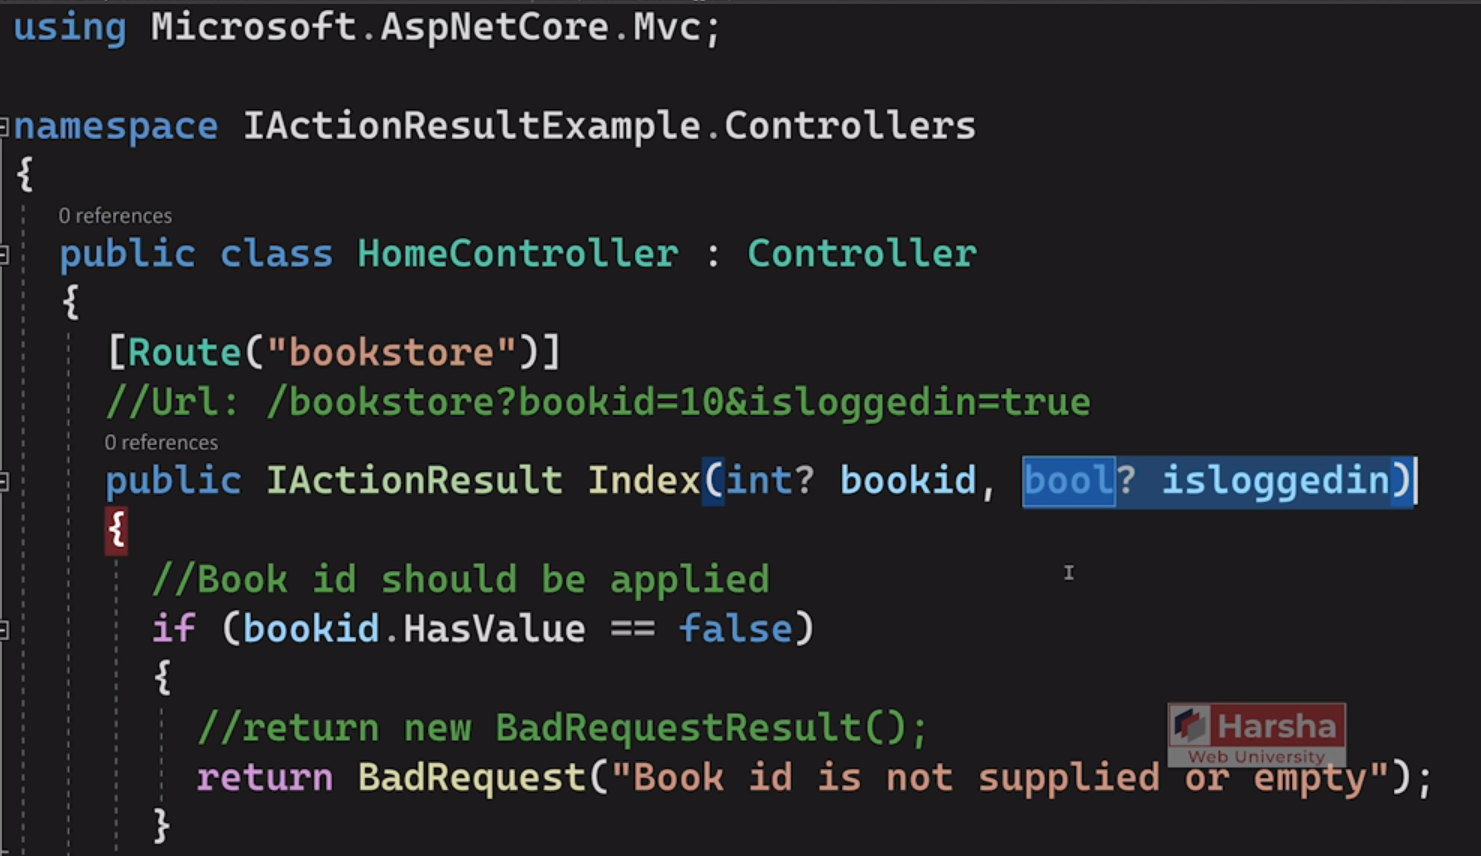 using Microsoft.AspNetCore.Mvc;
namespace IActionResultExample.Controllers
{
0 references
public class HomeController : Controller
{
[Route("bookstore")]
//Url: /bookstore?bookid=10&isloggedin=true
0 references
public IActionResult Index(int? bookid, bool? isloggedin)
{
//Book id should be applied
if (bookid.HasValue == false)
{
//return new BadRequestResult();
return BadRequest("Book id is not supplied or empty");
}
Harsha
Web University